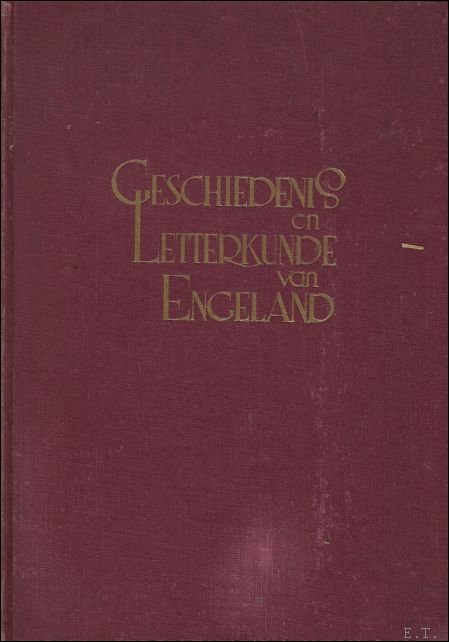 GESCHIEDENIS
en
LETTERKUNDE
van
ENGELAND
E.T.